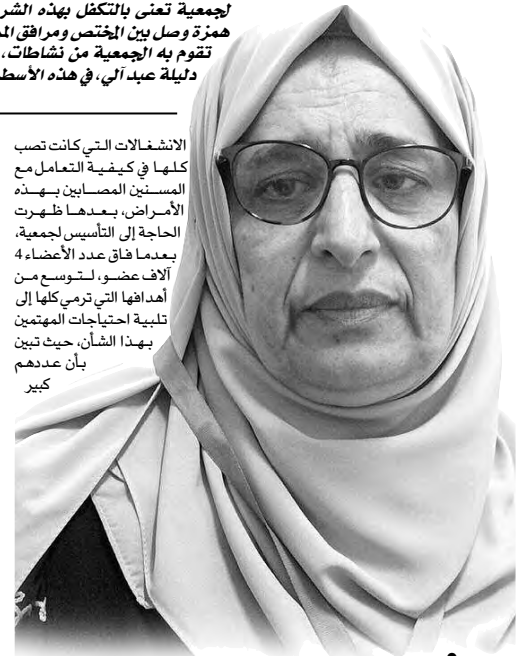 لجمعية تعنى بالتكفل بهذه الشر
همزة وصل بين المختص ومرافق الم
تقوم به الجمعية من نشاطات،
دليلة عبد آلي، في هذه الأسط
الانشغالات التي كانت تصب
كلها في كيفية التعامل مع
المسنين المصابين بهذه
الأمراض، بعدها ظهرت
الحاجة إلى التأسيس لجمعية،
بعدما فاق عدد الأعضاء 4
آلاف عضو، لتوسع من
أهدافها التي ترمي كلها إلى
تلبية احتياجات المهتمين
بهذا الشأن، حيث تبين
بأن عددهم
كبير